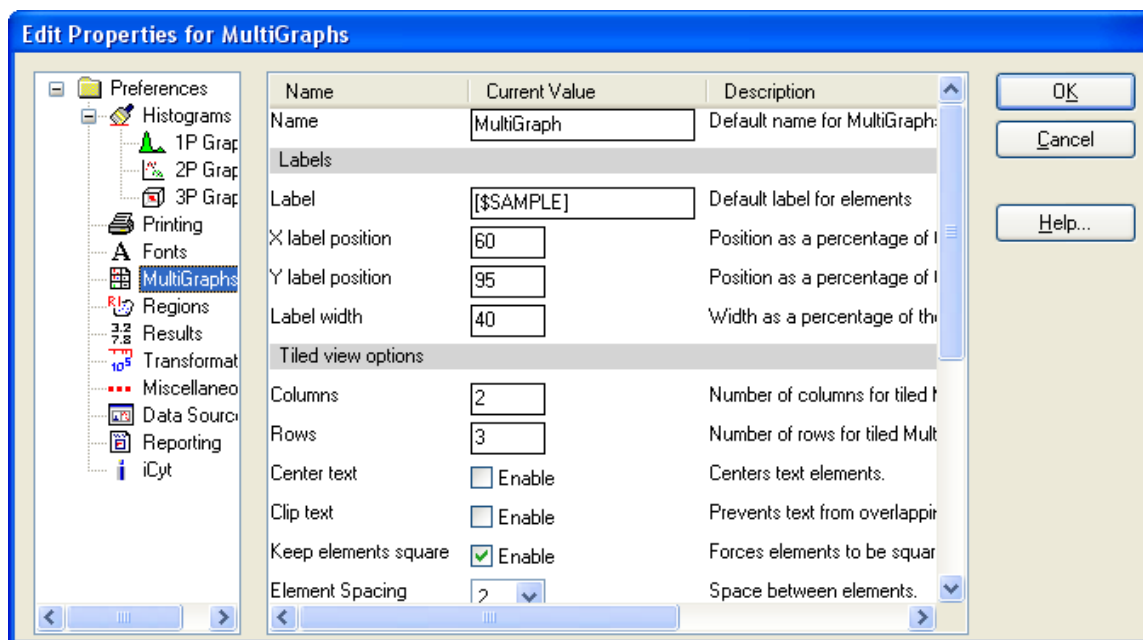 Edit Properties for MultiGraphs
Preferences
Histograms
1P Grap
2P Grap
3P Grap
Printing
Fonts
MultiGraphs
Regions
Results
Transformat
Miscellaneo
Data Sourc
Reporting
iCyt
Name Current Value Description
Name MultiGraph Default name for MultiGraph
Labels
Label [$SAMPLE] Default label for elements
X label position 60 Position as a percentage of
Y label position 95 Position as a percentage of
Label width 40 Width as a percentage of the
Tiled view options
Columns 2 Number of columns for tiled
Rows 3 Number of rows for tiled Mult
Center text Enable Centers text elements.
Clip text Enable Prevents text from overlappin
Keep elements square Enable Forces elements to be squar
Element Spacing 2 Space between elements.
OK
Cancel
Help...